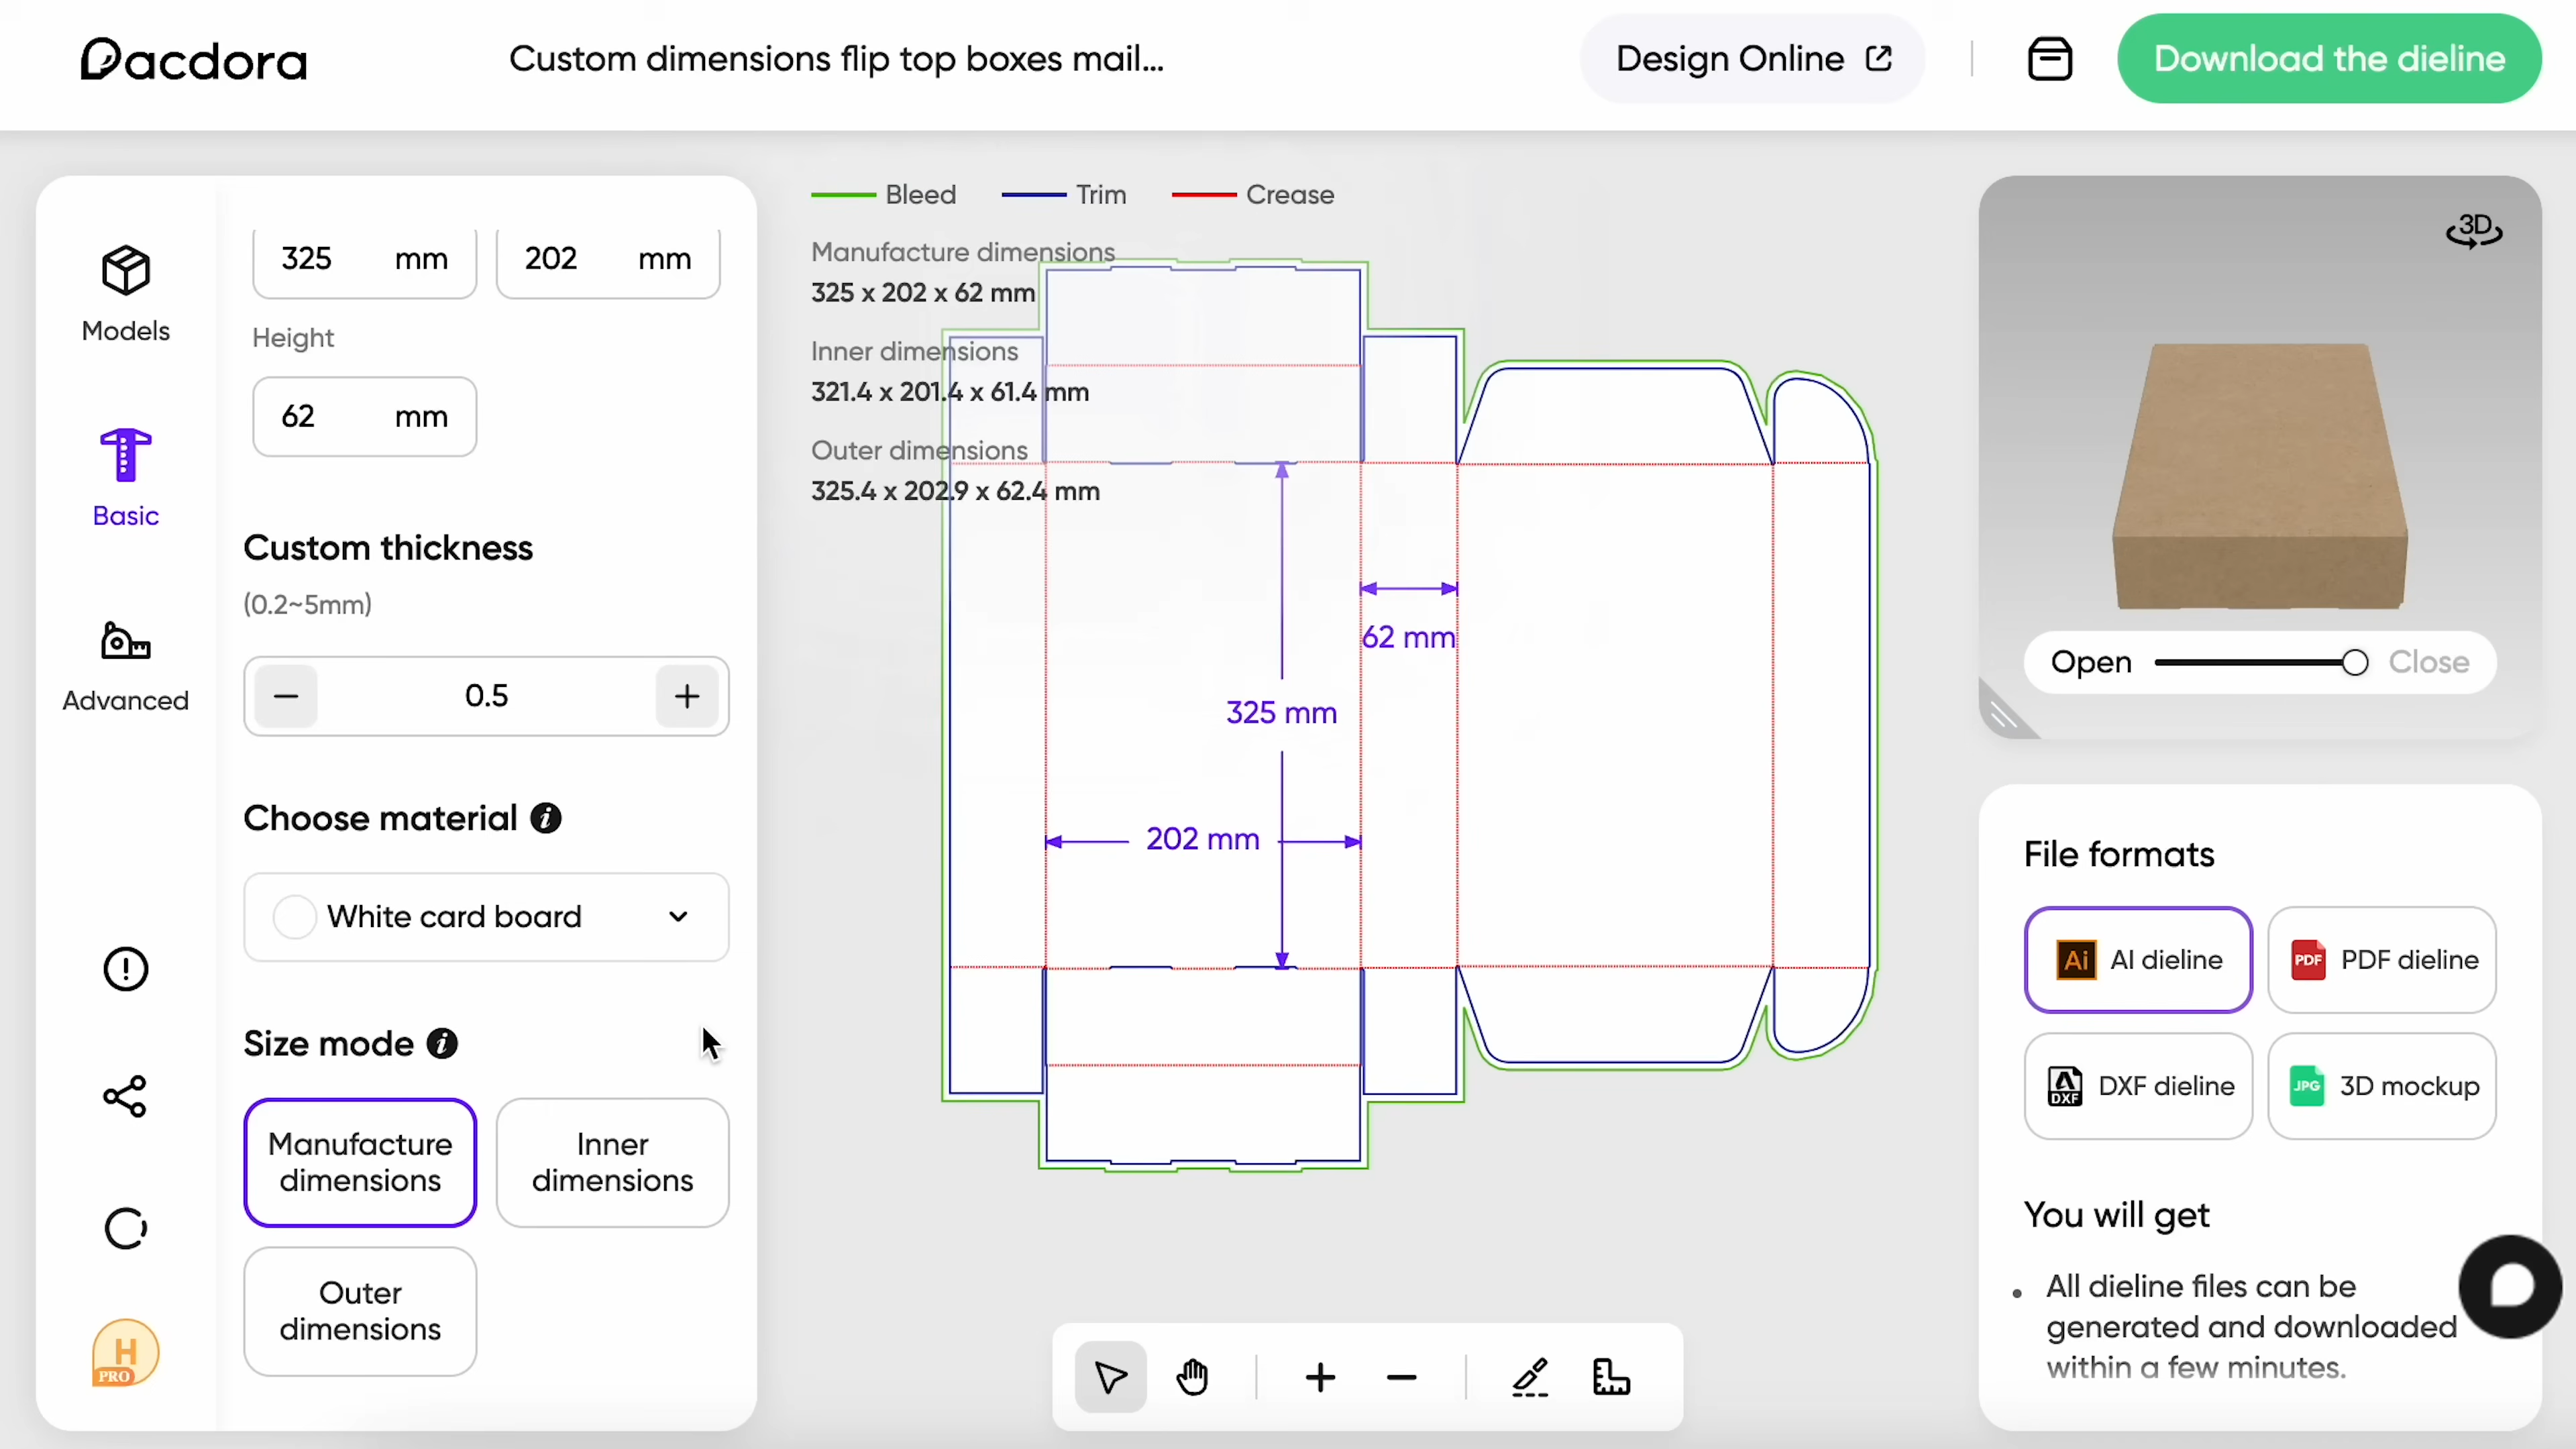 Pacdora
Custom dimensions flip top boxes mail...
Design Online
Download the dieline
Models
Basic
Advanced
H
PRO
325 mm
202 mm
Height
62 mm
Custom thickness
(0.2~5mm)
0.5
Choose material
White card board
Size mode
Manufacture
dimensions
Inner
dimensions
Outer
dimensions
Bleed
Trim
Crease
Manufacture dimensions
325 x 202 x 62 mm
Inner dimensions
321.4 x 201.4 x 61.4 mm
Outer dimensions
325.4 x 202.9 x 62.4 mm
62 mm
325 mm
202 mm
3D
Open
Close
File formats
Ai AI dieline
PDF PDF dieline
DXF DXF dieline
JPG 3D mockup
You will get
• All dieline files can be
generated and downloaded
within a few minutes.